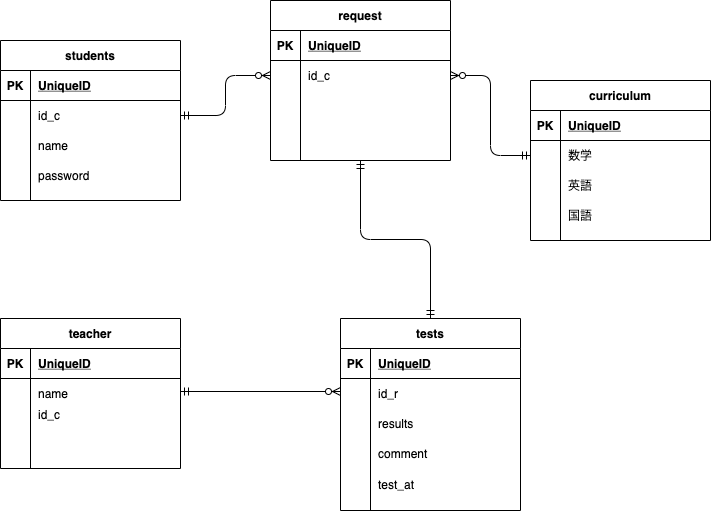 request
PK UniqueID
id_c
students
PK UniqueID
id_c
name
password
curriculum
PK UniqueID
数学
英語
国語
teacher
PK UniqueID
name
id_c
tests
PK UniqueID
id_r
results
comment
test_at